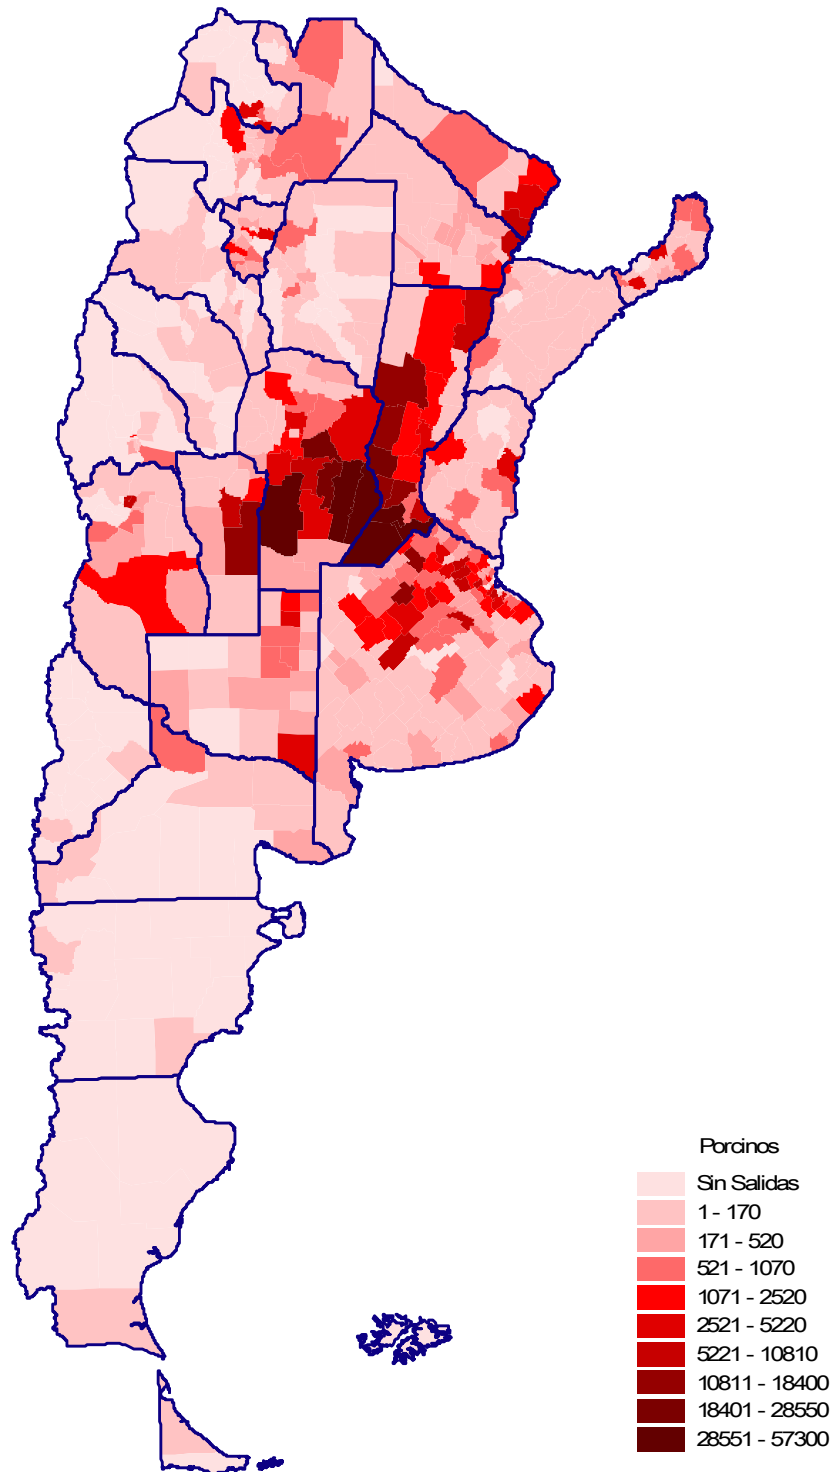 Porcinos
Sin Salidas
1 - 170
171 - 520
521 - 1070
1071 - 2520
2521 - 5220
5221 - 10810
10811 - 18400
18401 - 28550
28551 - 57300